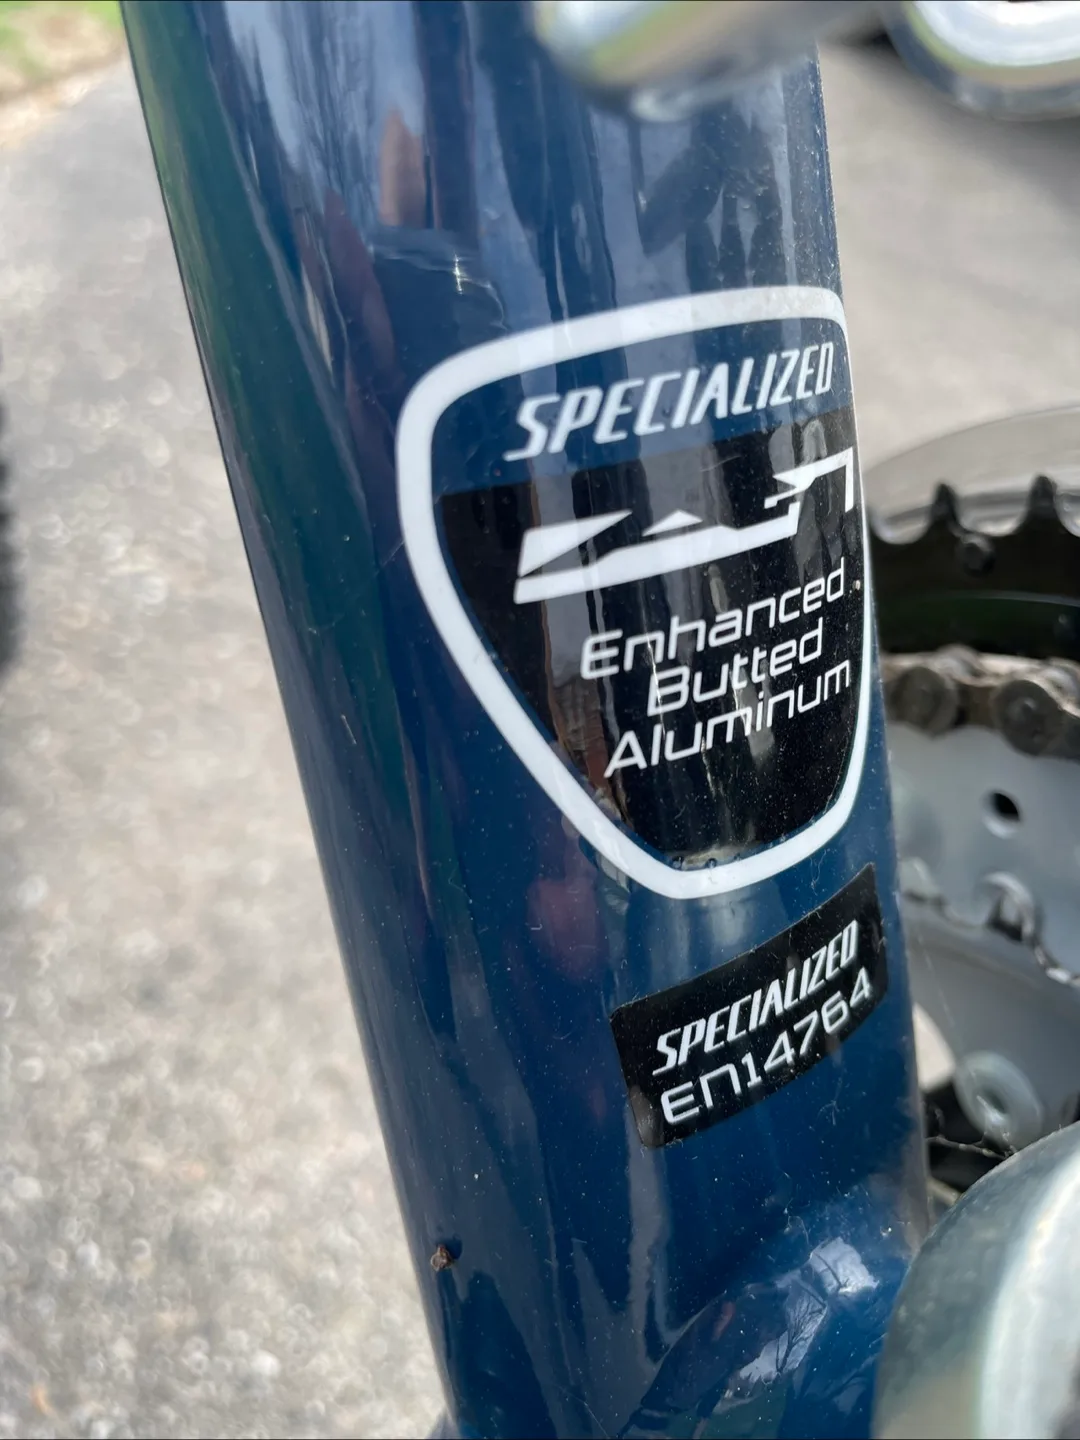 SPECIALIZED
Enhanced
Butted
Aluminum
SPECIALIZED
EN14764